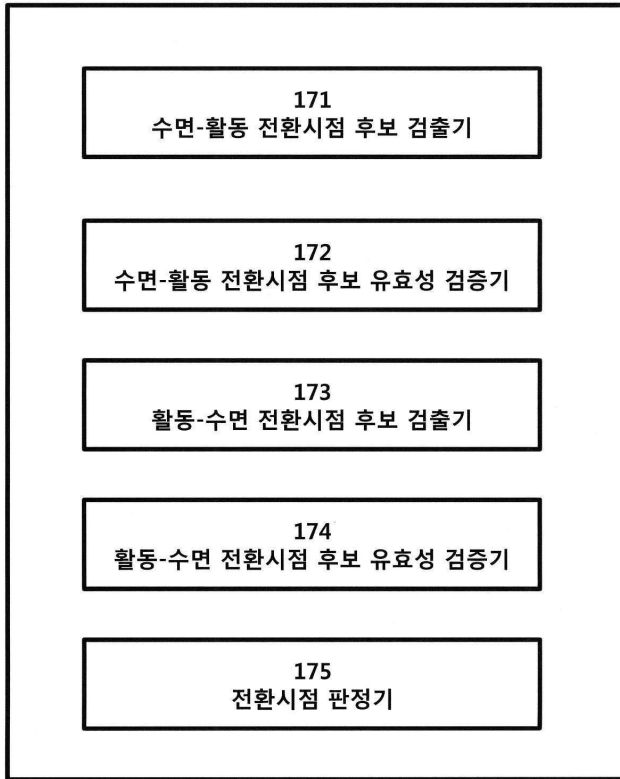 171
수면-활동 전환시점 후보 검출기
172
수면-활동 전환시점 후보 유효성 검증기
173
활동-수면 전환시점 후보 검출기
174
활동-수면 전환시점 후보 유효성 검증기
175
전환시점 판정기